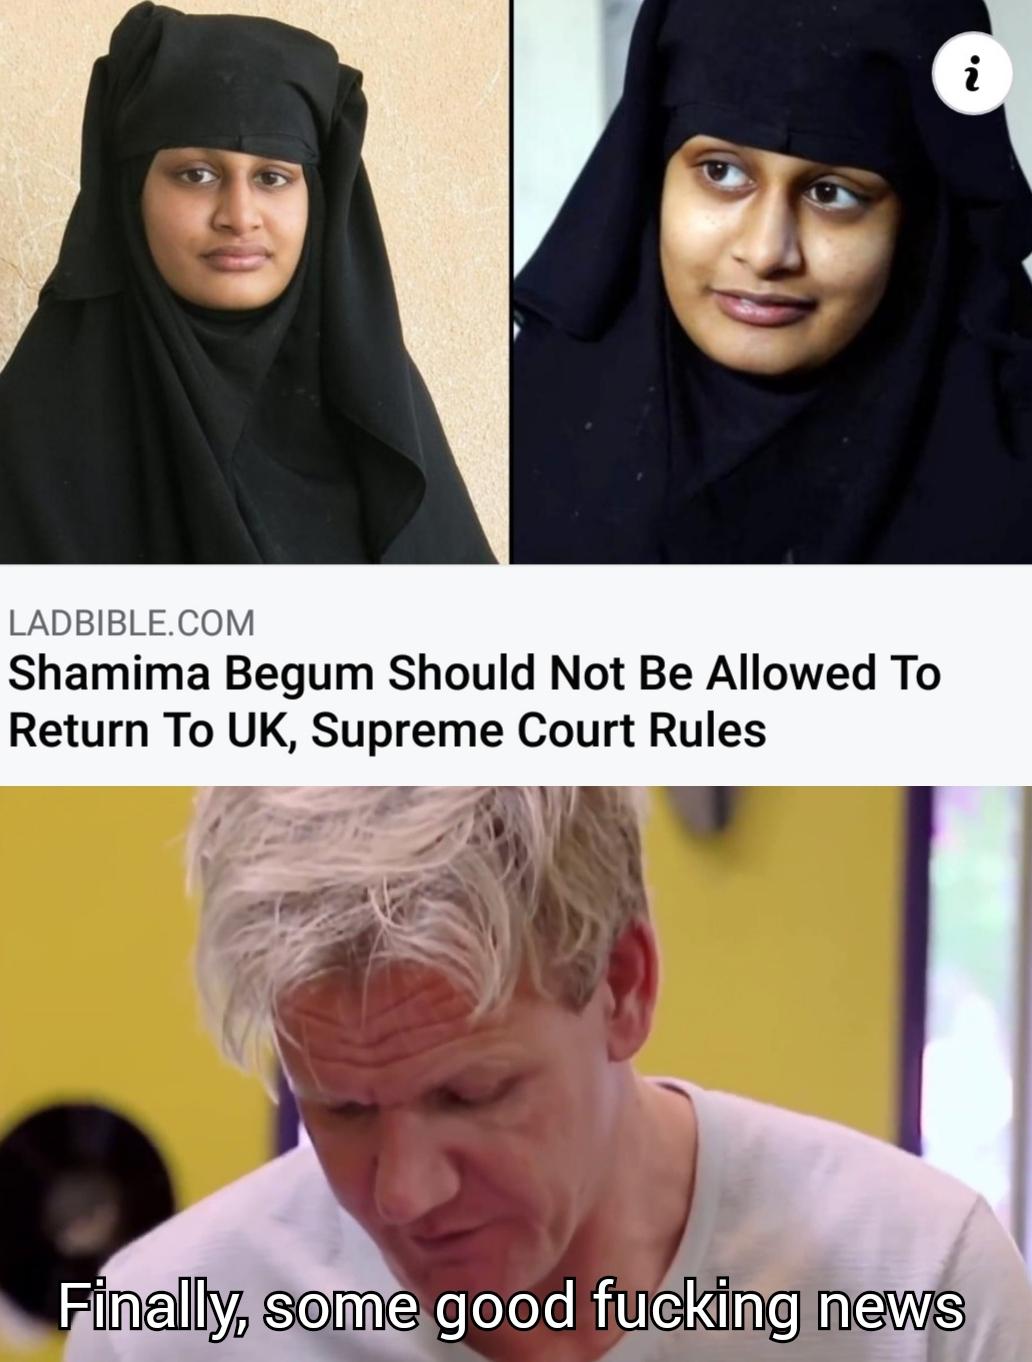 i
LADBIBLE.COM
Shamima Begum Should Not Be Allowed To
Return To UK, Supreme Court Rules
Finally, some good fucking news